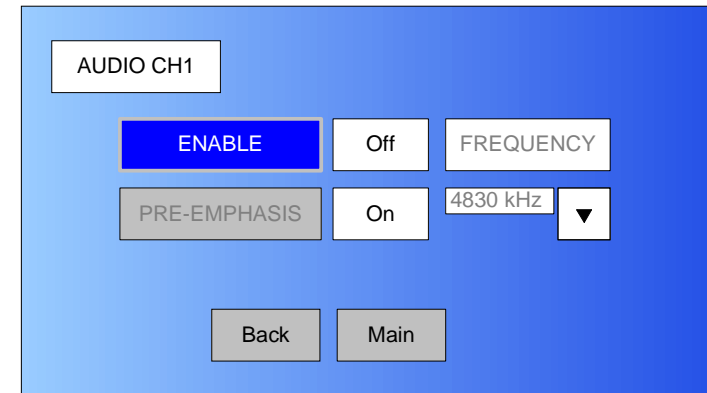 AUDIO CH1
ENABLE Off FREQUENCY
PRE-EMPHASIS On 4830 kHz
Back Main